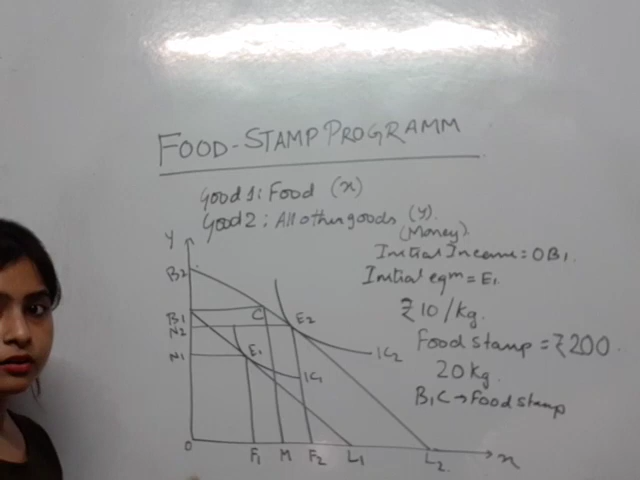 FOOD-STAMP PROGRAMM
Good 1: Food (x)
Good 2: All other goods (y).
(Money)
Initial Income = OB1.
Initial eqm = E1
₹10/kg.
Food stamp = ₹200.
20kg.
B1C → Food stamp
Y
B2
B1
N2
N1
C
E2
E1
IC2
IC1
O
F1
M
F2
L1
L2
x